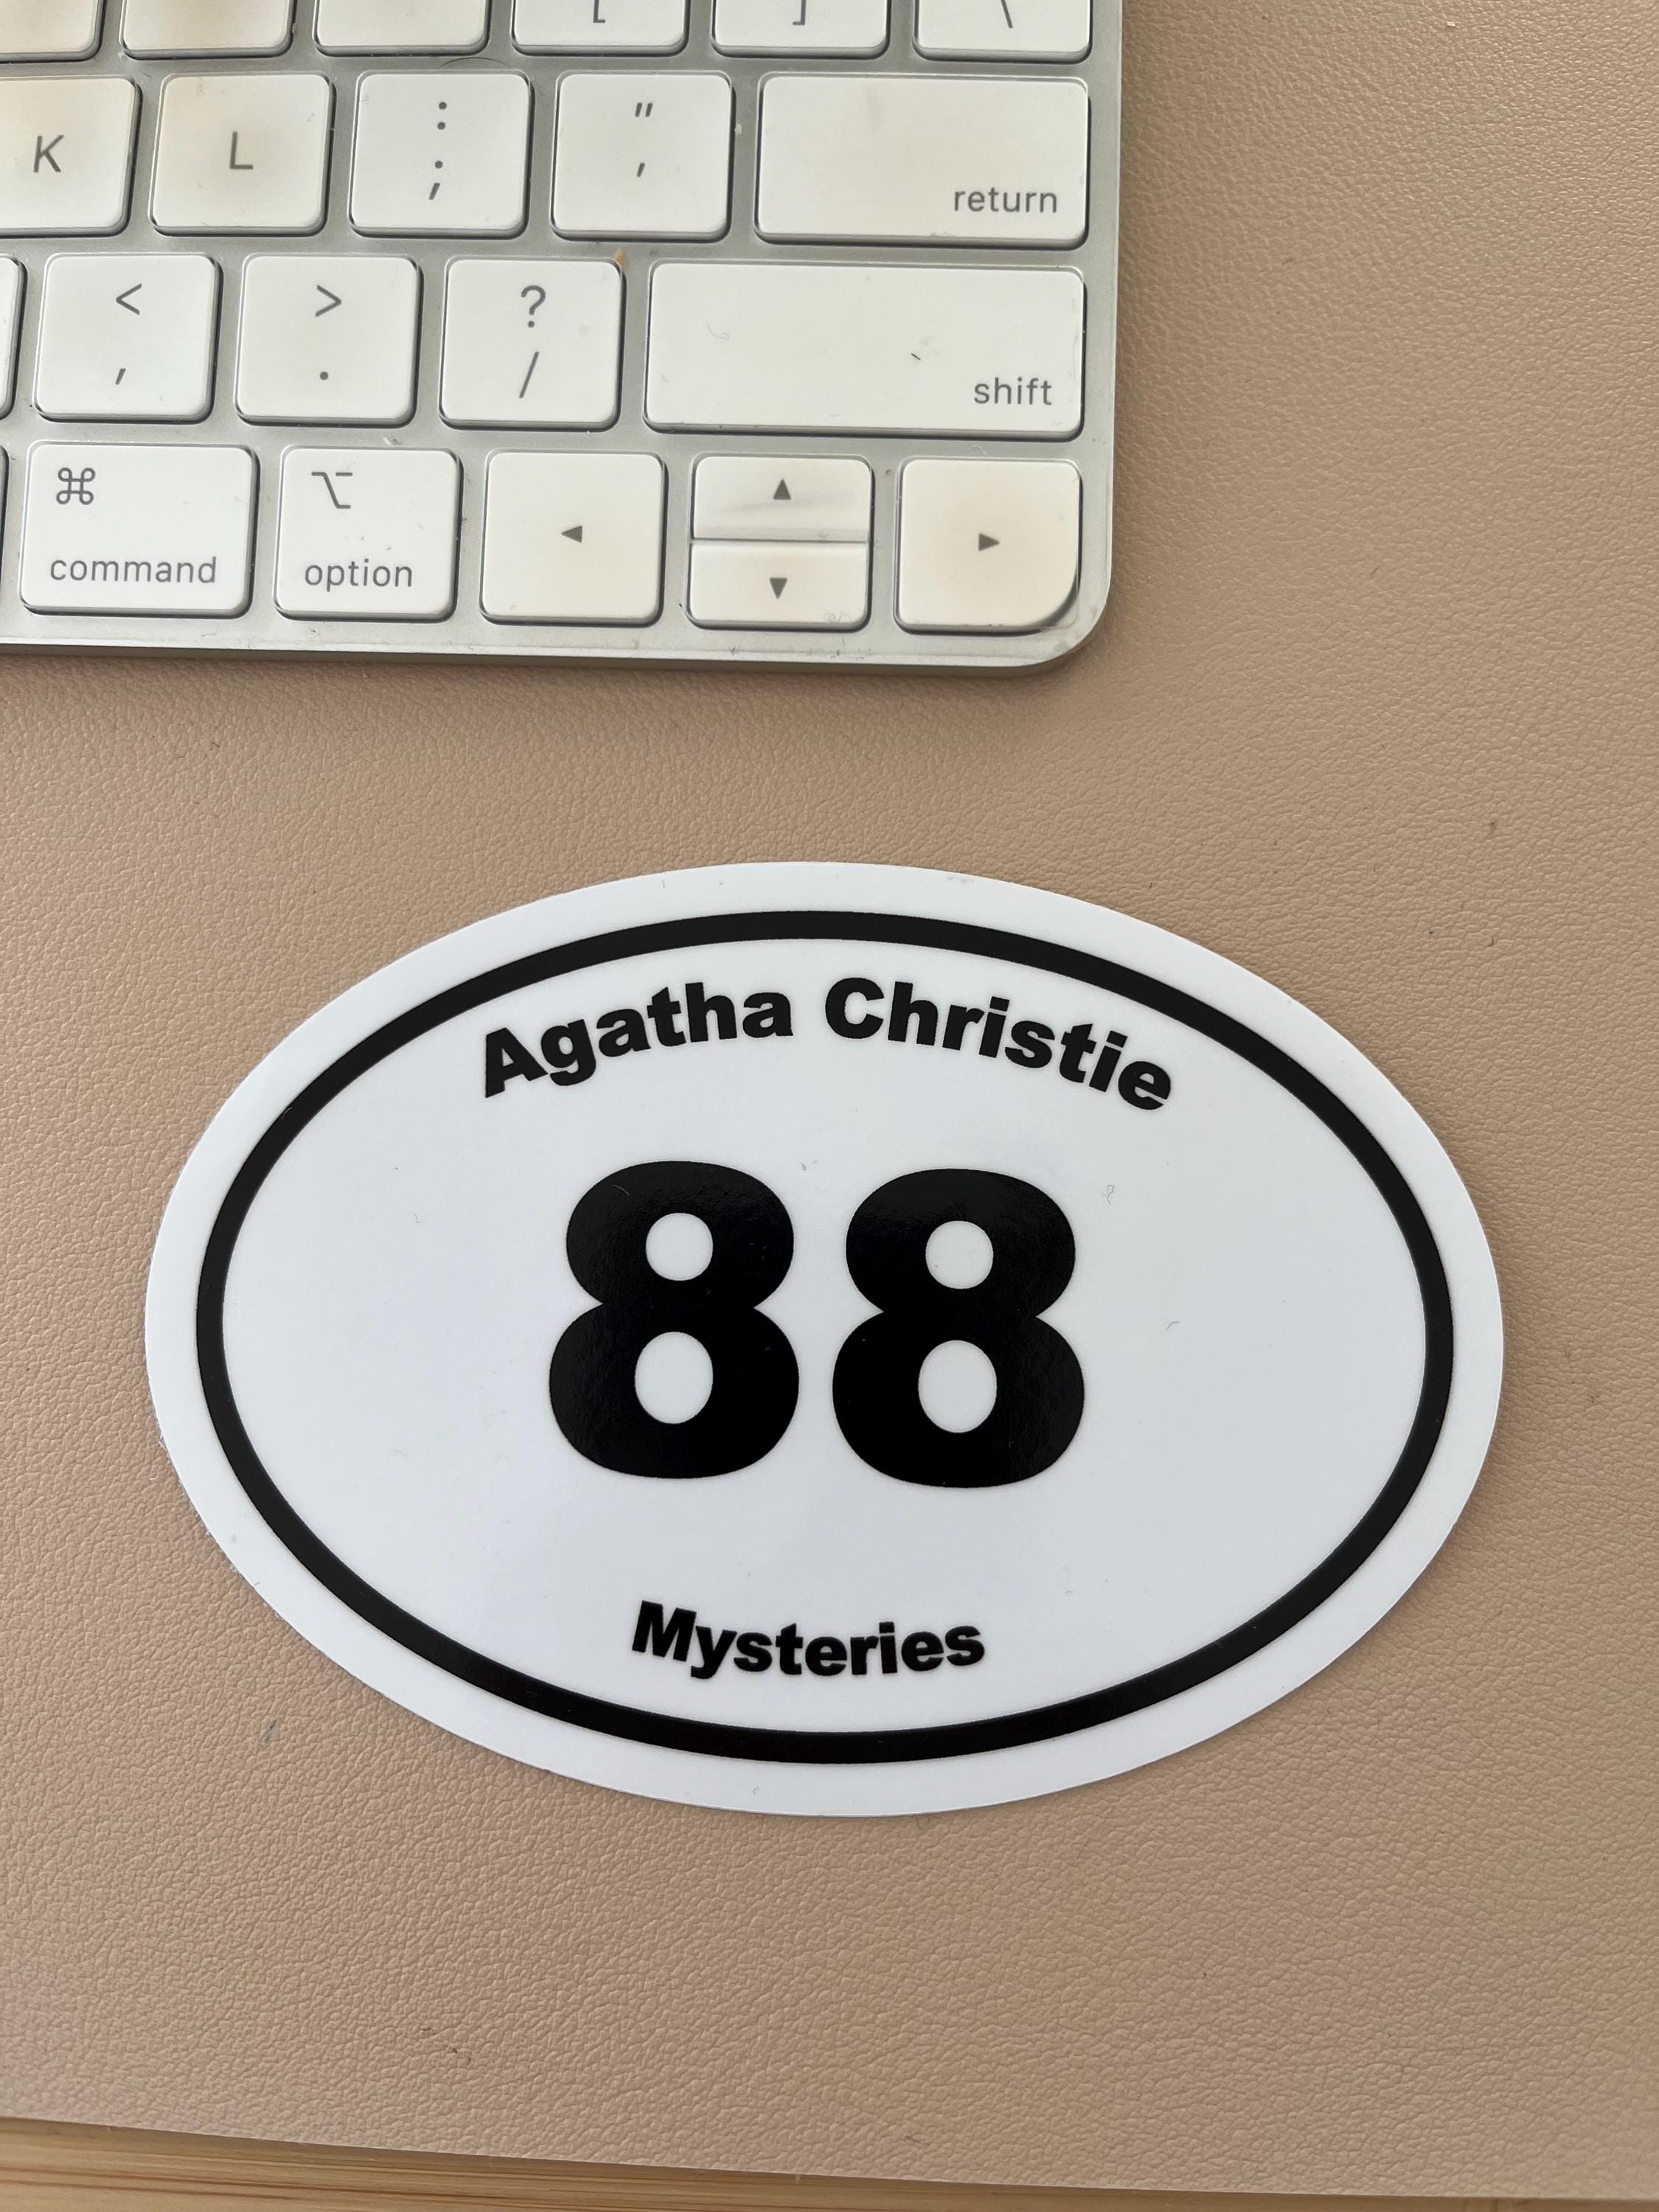 [ ] \
K L : ; " ' return
< , > . ? / shift
⌘ command ⌥ option ◀ ▲ ▼ ▶
Agatha Christie
88
Mysteries